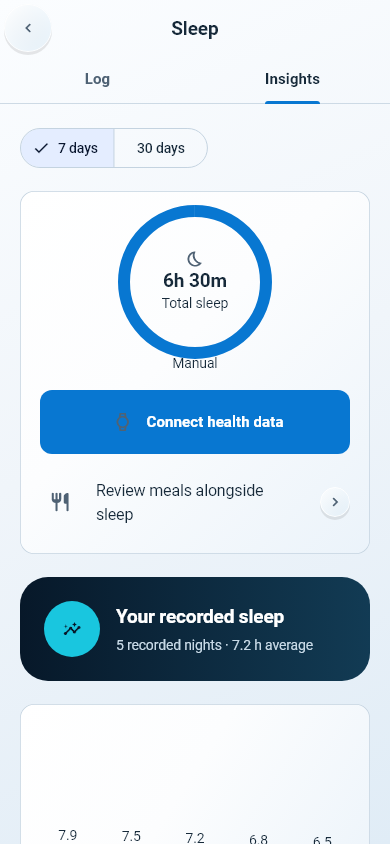 Sleep
Log
Insights
7 days
30 days
6h 30m
Total sleep
Manual
Connect health data
Review meals alongside
sleep
Your recorded sleep
5 recorded nights · 7.2 h average
7.9
7.5
7.2
6.8
6.5